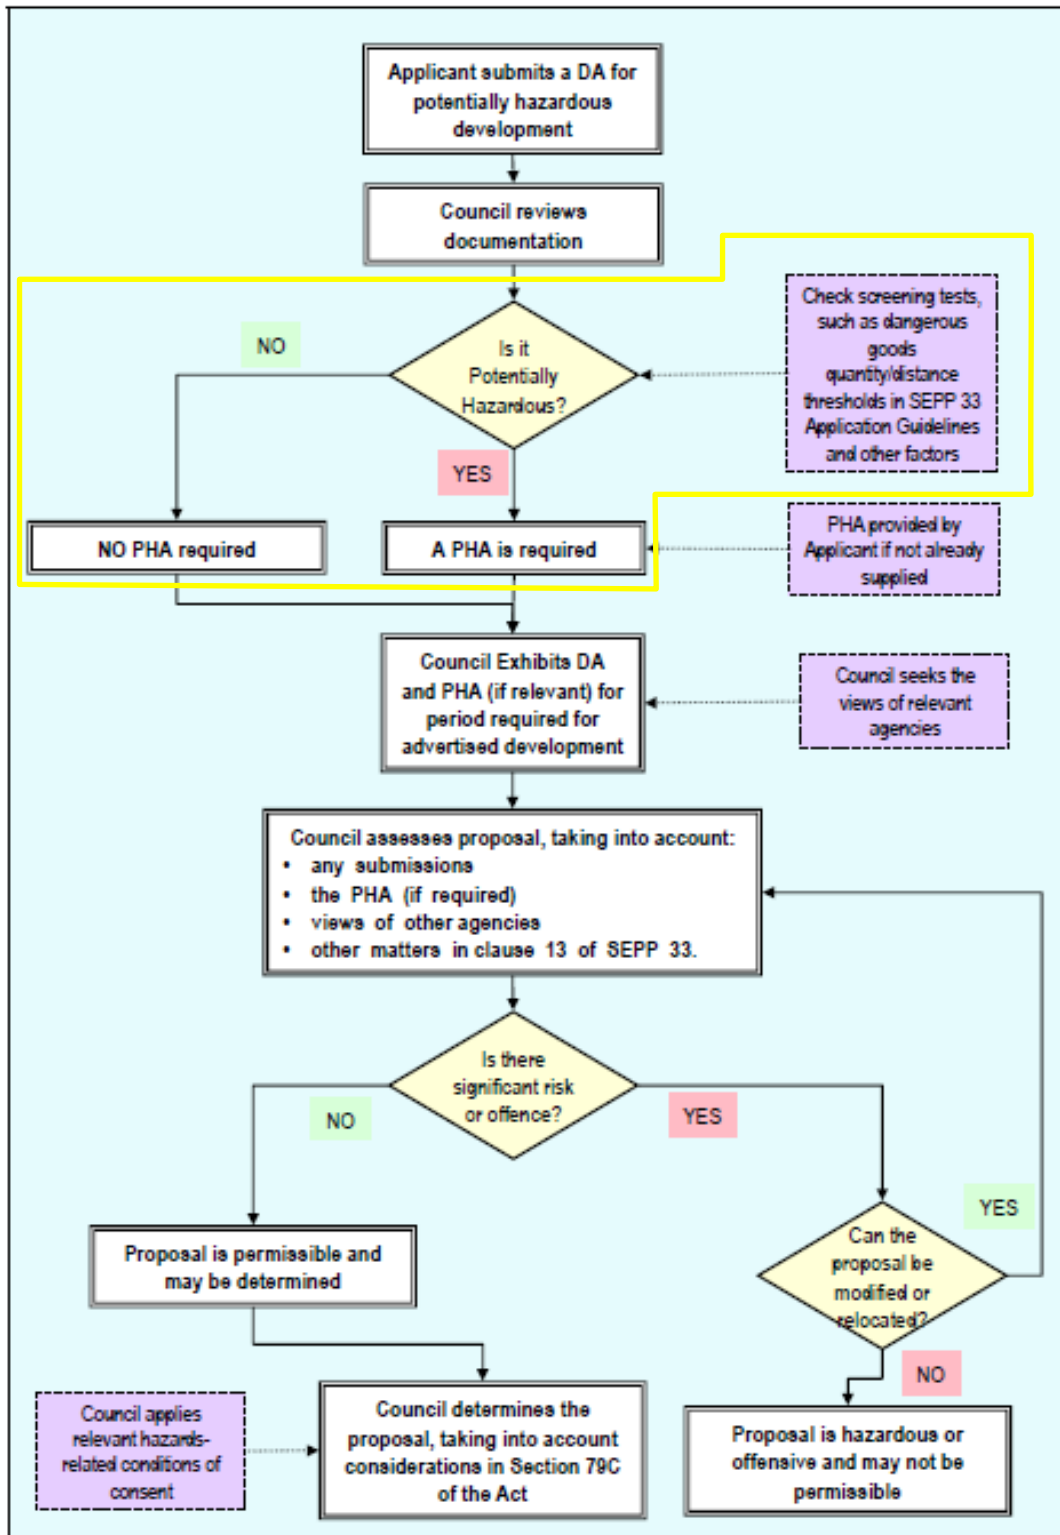 Applicant submits a DA for
potentially hazardous
development
Council reviews
documentation
Check screening tests,
such as dangerous
goods
quantity/distance
thresholds in SEPP 33
Application Guidelines
and other factors
NO
Is it
Potentially
Hazardous?
YES
NO PHA required
A PHA is required
PHA provided by
Applicant if not already
supplied
Council Exhibits DA
and PHA (if relevant) for
period required for
advertised development
Council seeks the
views of relevant
agencies
Council assesses proposal, taking into account:
• any submissions
• the PHA (if required)
• views of other agencies
• other matters in clause 13 of SEPP 33.
Is there
significant risk
or offence?
NO
YES
YES
Proposal is permissible and
may be determined
Can the
proposal be
modified or
relocated?
NO
Council applies
relevant hazards-
related conditions of
consent
Council determines the
proposal, taking into account
considerations in Section 79C
of the Act
Proposal is hazardous or
offensive and may not be
permissible